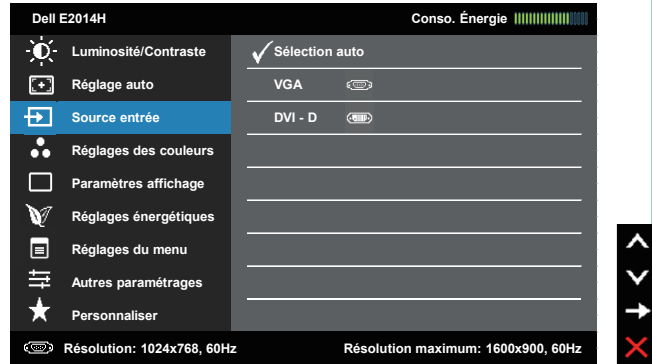 Dell E2014H Conso. Énergie
Luminosité/Contraste Sélection auto
Réglage auto VGA
Source entrée DVI - D
Réglages des couleurs
Paramètres affichage
Réglages énergétiques
Réglages du menu
Autres paramétrages
Personnaliser
Résolution: 1024x768, 60Hz Résolution maximum: 1600x900, 60Hz